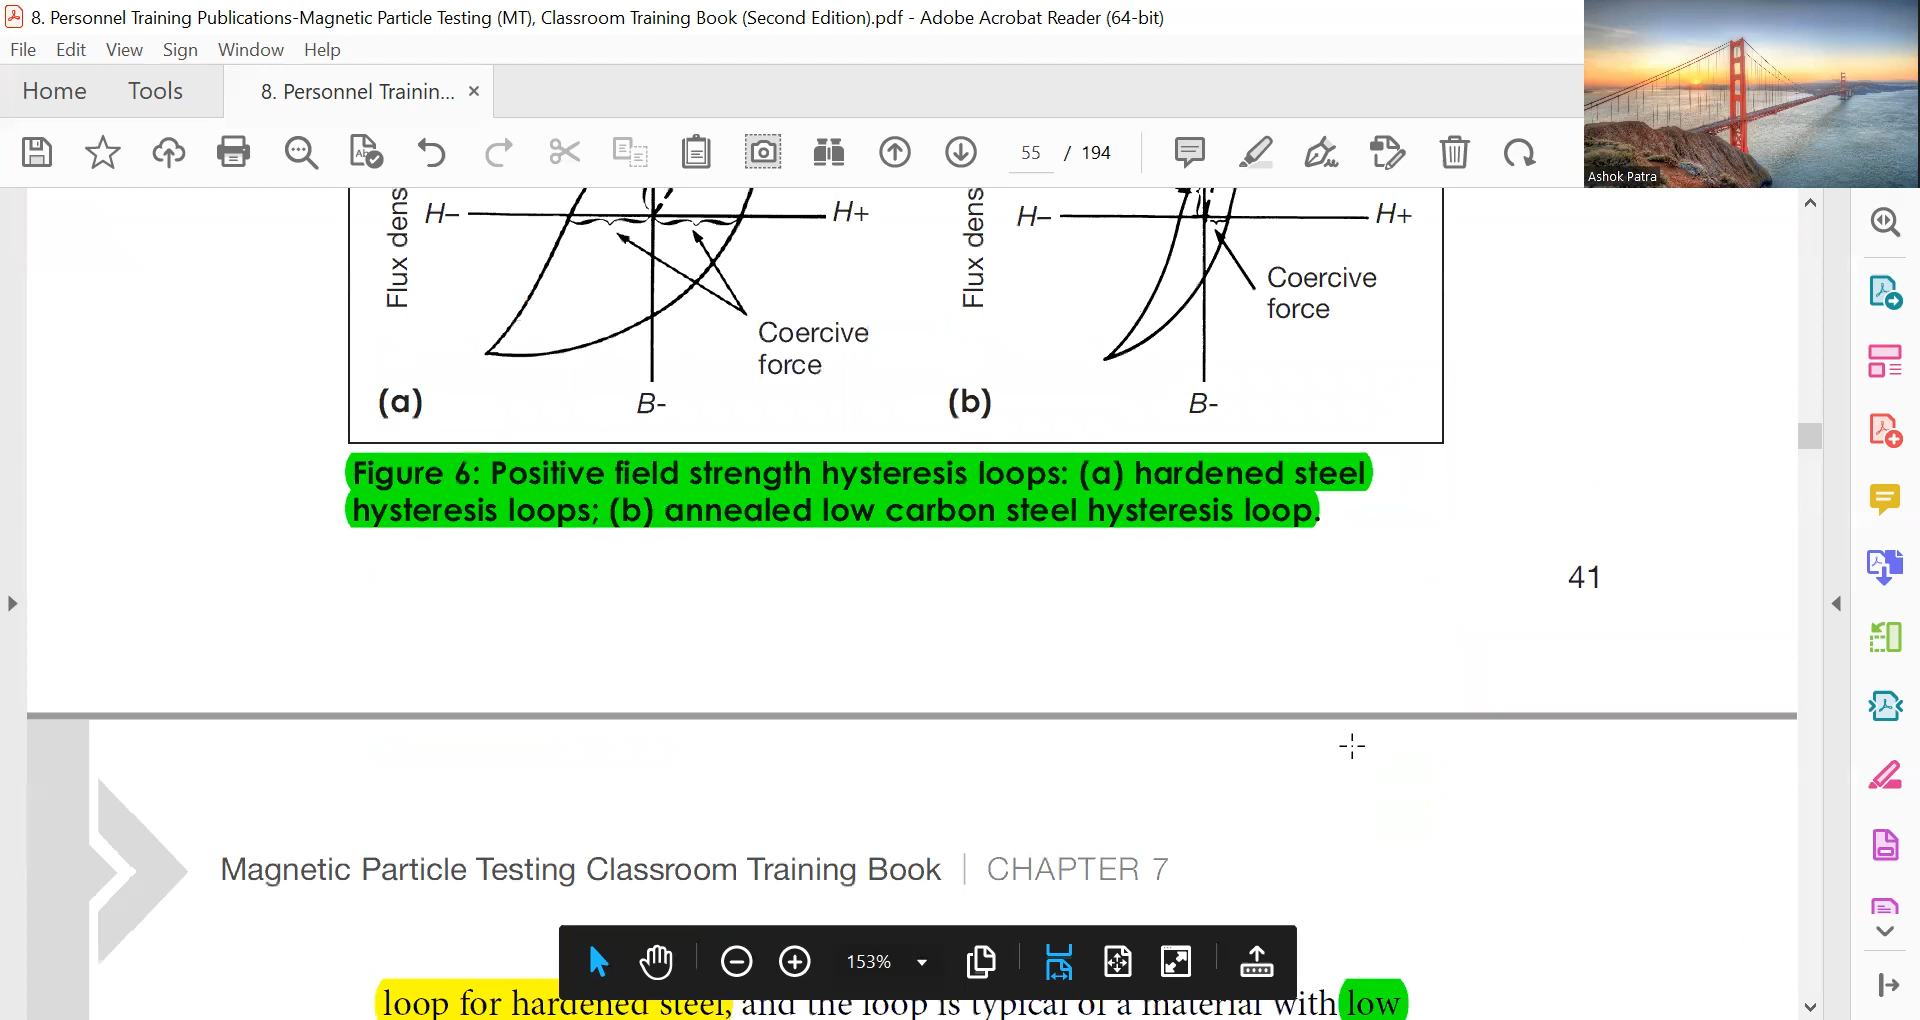 8. Personnel Training Publications-Magnetic Particle Testing (MT), Classroom Training Book (Second Edition).pdf - Adobe Acrobat Reader (64-bit)
File Edit View Sign Window Help
Home Tools 8. Personnel Trainin... ×
55 / 194
Ashok Patra
Flux dens
H–
H+
Coercive
force
(a)
B-
Flux dens
H–
H+
Coercive
force
(b)
B-
Figure 6: Positive field strength hysteresis loops: (a) hardened steel
hysteresis loops; (b) annealed low carbon steel hysteresis loop.
41
Magnetic Particle Testing Classroom Training Book | CHAPTER 7
153%
loop for hardened steel, and the loop is typical of a material with low